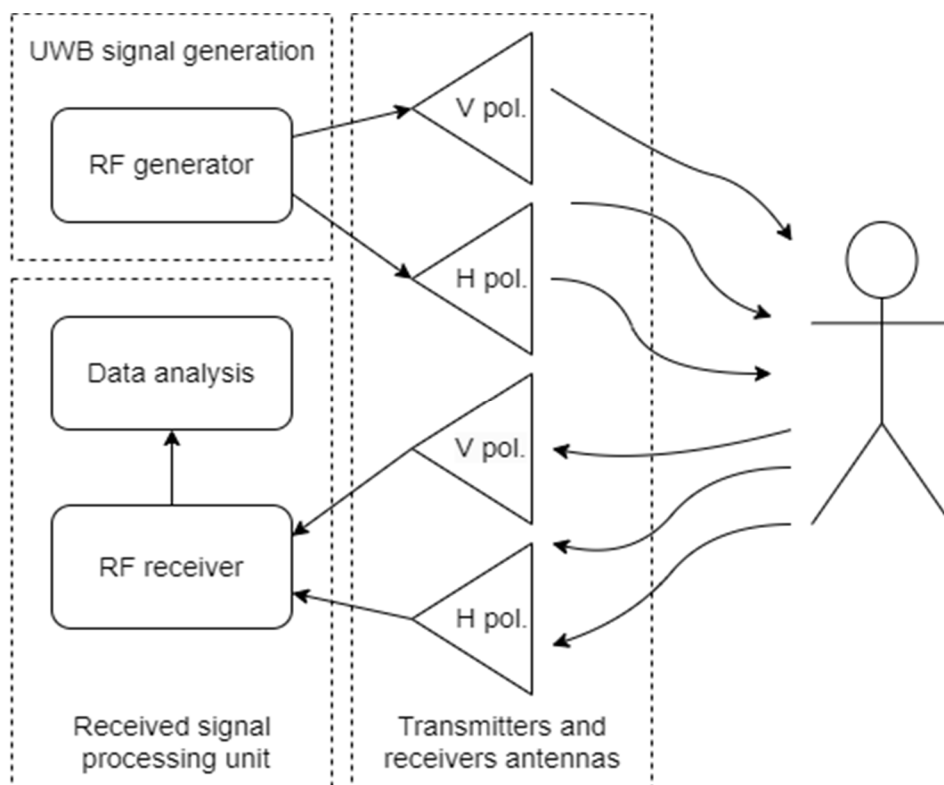 UWB signal generation
RF generator
V pol.
H pol.
Data analysis
V pol.
RF receiver
H pol.
Received signal
processing unit
Transmitters and
receivers antennas